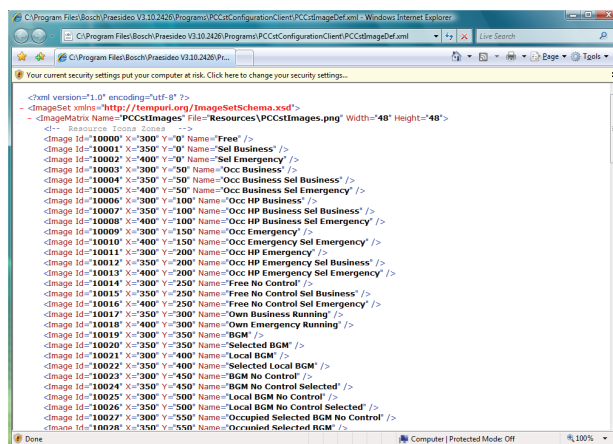 C:\Program Files\Bosch\Praesideo V3.10.2426\Programs\PCCstConfigurationClient\PCCstImageDef.xml - Windows Internet Explorer
C:\Program Files\Bosch\Praesideo V3.10.2426\Programs\PCCstConfigurationClient\PCCstImageDef.xml
Live Search
C:\Program Files\Bosch\Praesideo V3.10.2426\Pr...
Page
Tools
Your current security settings put your computer at risk. Click here to change your security settings...
<?xml version="1.0" encoding="utf-8" ?>
- <ImageSet xmlns="http://tempuri.org/ImageSetSchema.xsd">
- <ImageMatrix Name="PCCstImages" File="Resources\PCCstImages.png" Width="48" Height="48">
<!-- Resource Icons Zones -->
<Image Id="10000" X="300" Y="0" Name="Free" />
<Image Id="10001" X="350" Y="0" Name="Sel Business" />
<Image Id="10002" X="400" Y="0" Name="Sel Emergency" />
<Image Id="10003" X="300" Y="50" Name="Occ Business" />
<Image Id="10004" X="350" Y="50" Name="Occ Business Sel Business" />
<Image Id="10005" X="400" Y="50" Name="Occ Business Sel Emergency" />
<Image Id="10006" X="300" Y="100" Name="Occ HP Business" />
<Image Id="10007" X="350" Y="100" Name="Occ HP Business Sel Business" />
<Image Id="10008" X="400" Y="100" Name="Occ HP Business Sel Emergency" />
<Image Id="10009" X="300" Y="150" Name="Occ Emergency" />
<Image Id="10010" X="400" Y="150" Name="Occ Emergency Sel Emergency" />
<Image Id="10011" X="300" Y="200" Name="Occ HP Emergency" />
<Image Id="10012" X="350" Y="200" Name="Occ HP Emergency Sel Business" />
<Image Id="10013" X="400" Y="200" Name="Occ HP Emergency Sel Emergency" />
<Image Id="10014" X="300" Y="250" Name="Free No Control" />
<Image Id="10015" X="350" Y="250" Name="Free No Control Sel Business" />
<Image Id="10016" X="400" Y="250" Name="Free No Control Sel Emergency" />
<Image Id="10017" X="350" Y="300" Name="Own Business Running" />
<Image Id="10018" X="400" Y="300" Name="Own Emergency Running" />
<Image Id="10019" X="300" Y="350" Name="BGM" />
<Image Id="10020" X="350" Y="350" Name="Selected BGM" />
<Image Id="10021" X="300" Y="400" Name="Local BGM" />
<Image Id="10022" X="350" Y="400" Name="Selected Local BGM" />
<Image Id="10023" X="300" Y="450" Name="BGM No Control" />
<Image Id="10024" X="350" Y="450" Name="BGM No Control Selected" />
<Image Id="10025" X="300" Y="500" Name="Local BGM No Control" />
<Image Id="10026" X="350" Y="500" Name="Local BGM No Control Selected" />
<Image Id="10027" X="300" Y="550" Name="Occupied Selected BGM No Control" />
<Image Id="10028" X="350" Y="550" Name="Occupied Selected BGM" />
Done
Computer | Protected Mode: Off
100%